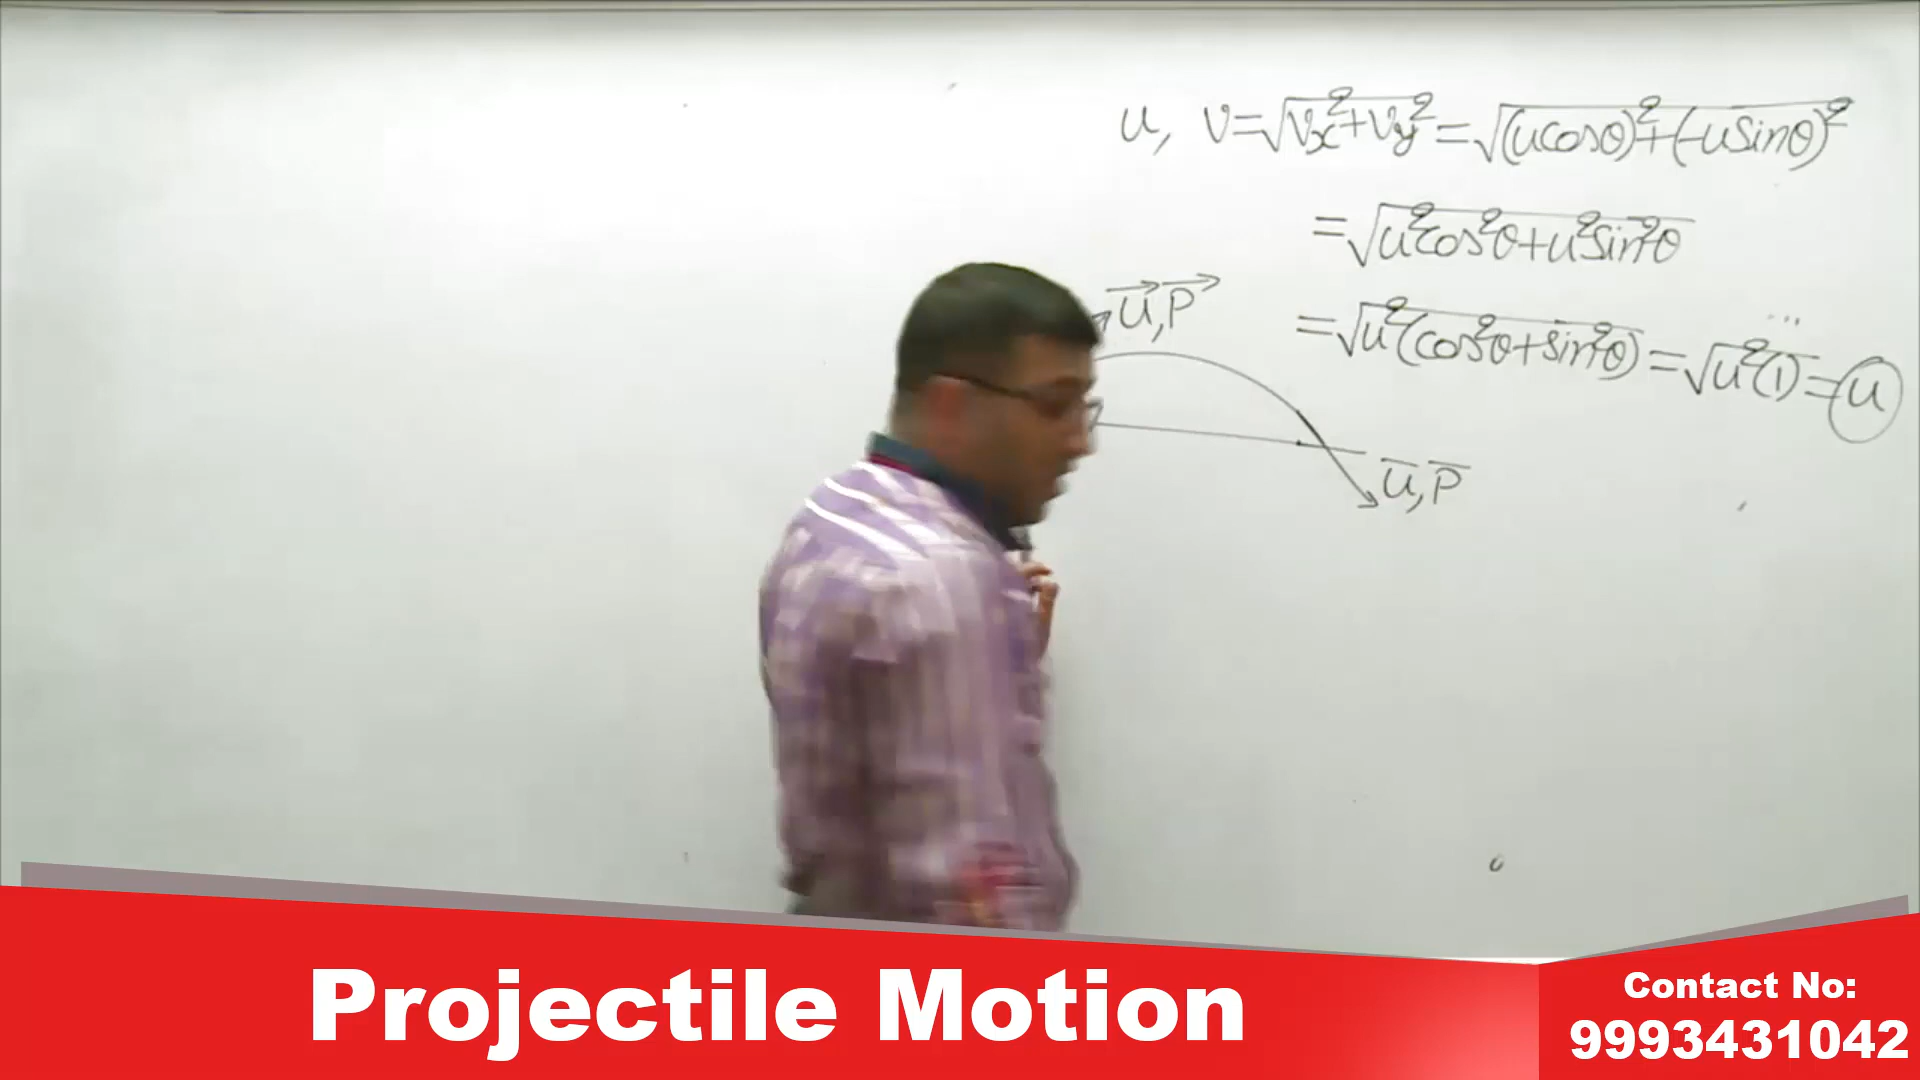 u, v=√Vx²+Vy² = √(ucosθ)²+(-usinθ)²
=√u²cos²θ+u²sin²θ
=√u²(cos²θ+sin²θ) = √u²(1) = u
u, P
u, P
Projectile Motion
Contact No:
9993431042